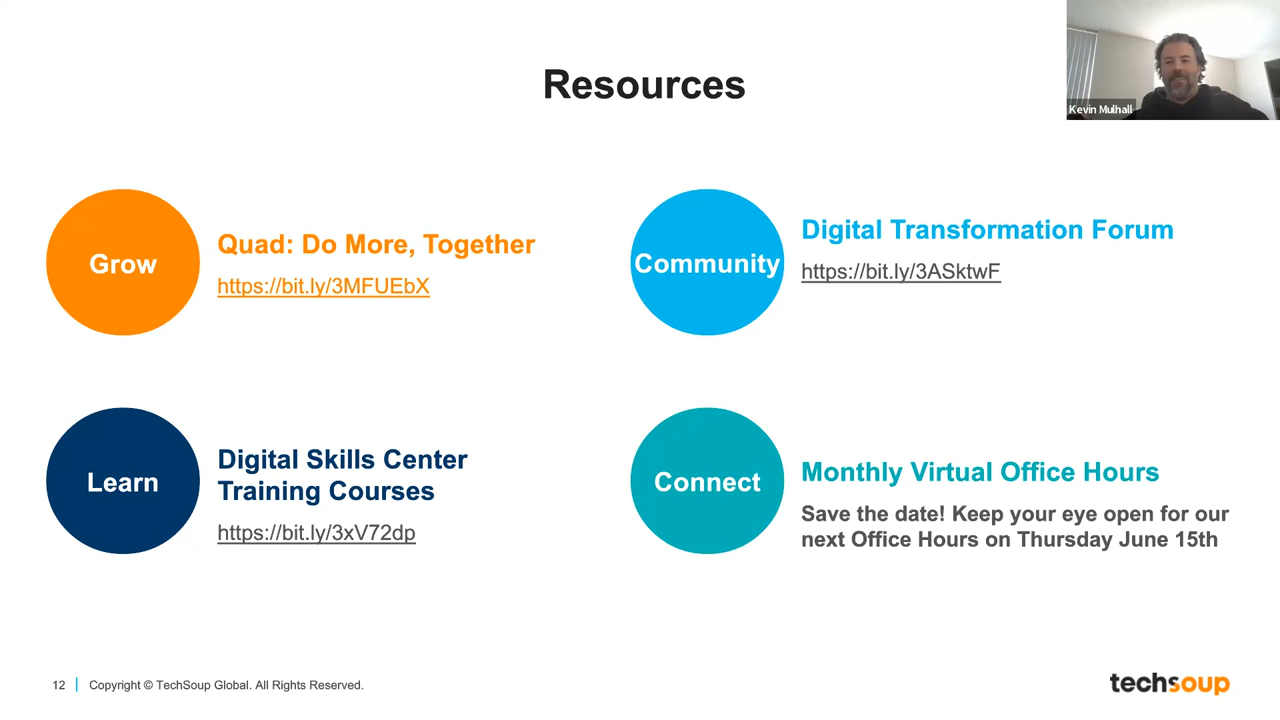 Resources
Kevin Mulhall
Grow
Quad: Do More, Together
https://bit.ly/3MFUEbX
Community
Digital Transformation Forum
https://bit.ly/3ASktwF
Learn
Digital Skills Center
Training Courses
https://bit.ly/3xV72dp
Connect
Monthly Virtual Office Hours
Save the date! Keep your eye open for our
next Office Hours on Thursday June 15th
12 | Copyright © TechSoup Global. All Rights Reserved.
techsoup